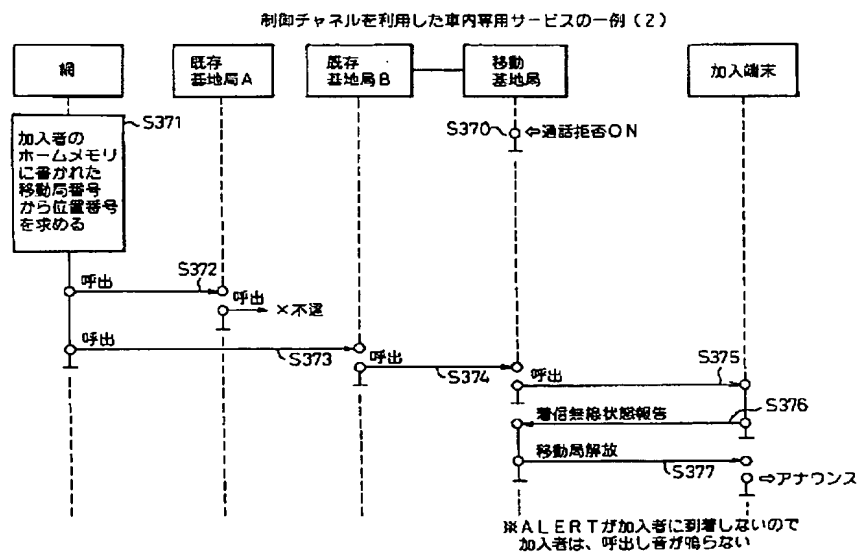 制御チャネルを利用した車内専用サービスの一例(2)
網
既存
基地局A
既存
基地局B
移動
基地局
加入端末
S371
加入者の
ホームメモリ
に書かれた
移動局番号
から位置番号
を求める
S370
⇦通話拒否ON
呼出
S372
呼出
×不達
呼出
S373
呼出
S374
呼出
S375
着信無線状態報告
S376
移動局解放
S377
⇨アナウンス
※ALERTが加入者に到着しないので
加入者は、呼出し音が鳴らない